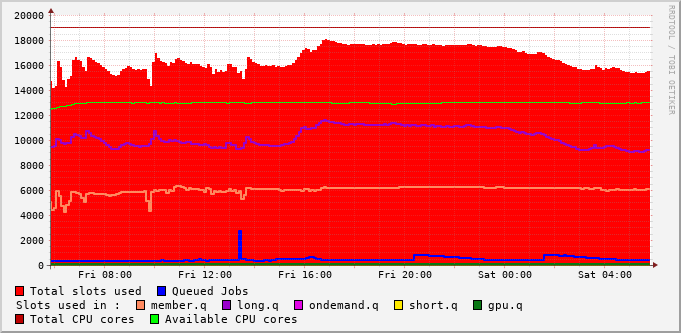 20000
18000
16000
14000
12000
10000
8000
6000
4000
2000
0
Fri 08:00 Fri 12:00 Fri 16:00 Fri 20:00 Sat 00:00 Sat 04:00
Total slots used Queued Jobs
Slots used in : member.q long.q ondemand.q short.q gpu.q
Total CPU cores Available CPU cores
RRDTOOL / TOBI OETIKER